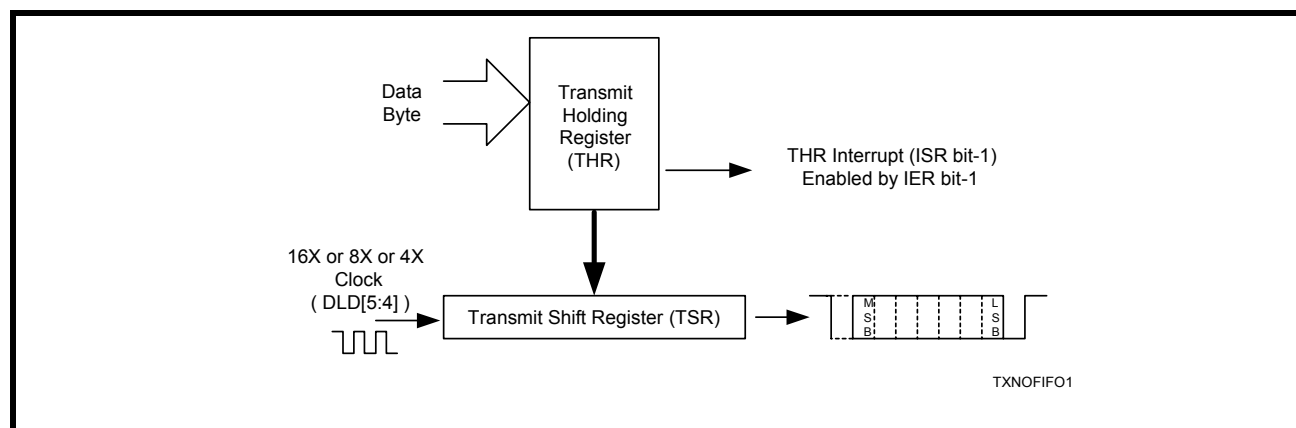 Data
Byte
Transmit
Holding
Register
(THR)
THR Interrupt (ISR bit-1)
Enabled by IER bit-1
16X or 8X or 4X
Clock
( DLD[5:4] )
Transmit Shift Register (TSR)
M
S
B
L
S
B
TXNOFIFO1